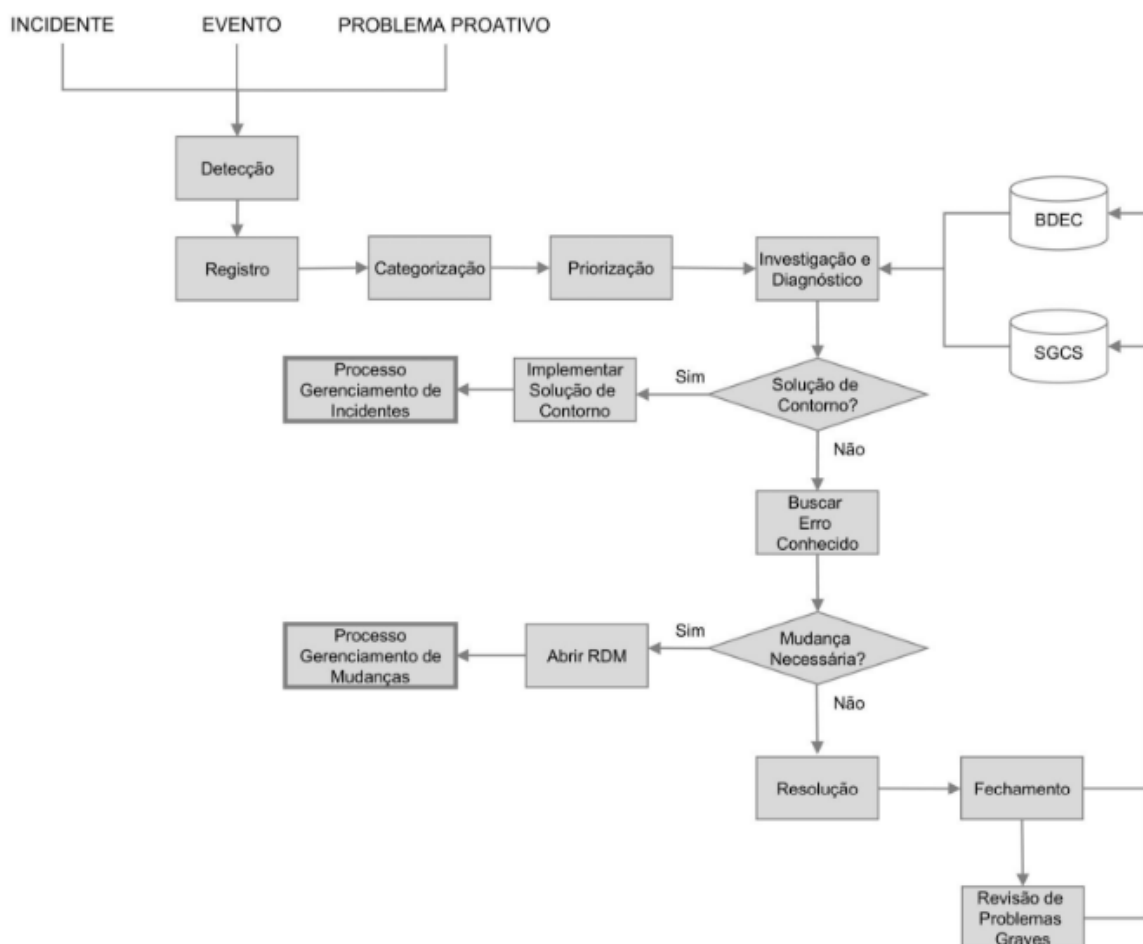 INCIDENTE
EVENTO
PROBLEMA PROATIVO
Detecção
Registro
Categorização
Priorização
Investigação e
Diagnóstico
BDEC
SGCS
Processo
Gerenciamento de
Incidentes
Implementar
Solução de
Contorno
Sim
Solução de
Contorno?
Não
Buscar
Erro
Conhecido
Processo
Gerenciamento de
Mudanças
Abrir RDM
Sim
Mudança
Necessária?
Não
Resolução
Fechamento
Revisão de
Problemas
Graves